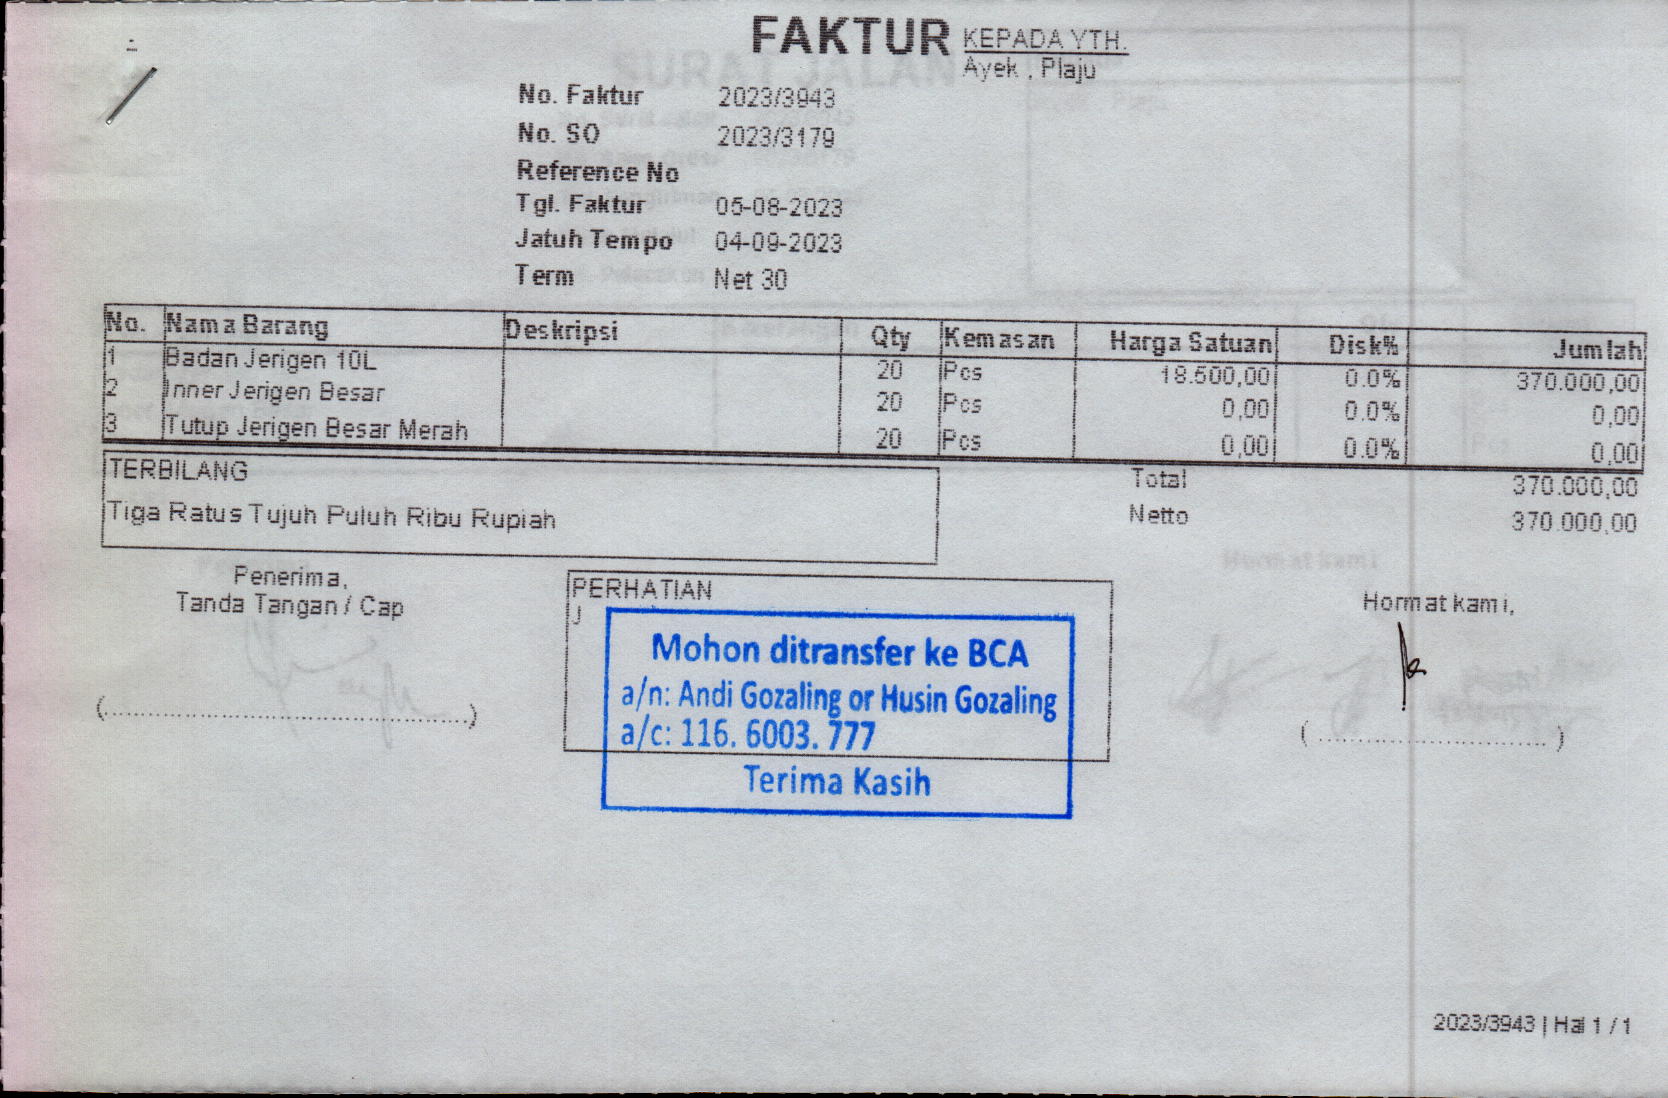 FAKTUR
KEPADA YTH.
Ayek , Plaju
No. Faktur 2023/3943
No. SO 2023/3179
Reference No
Tgl. Faktur 05-08-2023
Jatuh Tempo 04-09-2023
Term Net 30
No. Nama Barang Deskripsi Qty Kemasan Harga Satuan Disk% Jumlah
1 Badan Jerigen 10L 20 Pcs 18.500,00 0.0% 370.000,00
2 Inner Jerigen Besar 20 Pcs 0,00 0.0% 0,00
3 Tutup Jerigen Besar Merah 20 Pcs 0,00 0.0% 0,00
TERBILANG
Tiga Ratus Tujuh Puluh Ribu Rupiah
Total 370.000,00
Netto 370.000,00
Penerima,
Tanda Tangan / Cap
(........................................................)
PERHATIAN
J
Mohon ditransfer ke BCA
a/n: Andi Gozaling or Husin Gozaling
a/c: 116. 6003. 777
Terima Kasih
Hormat kami,
( ................................... )
2023/3943 | Hal 1 / 1